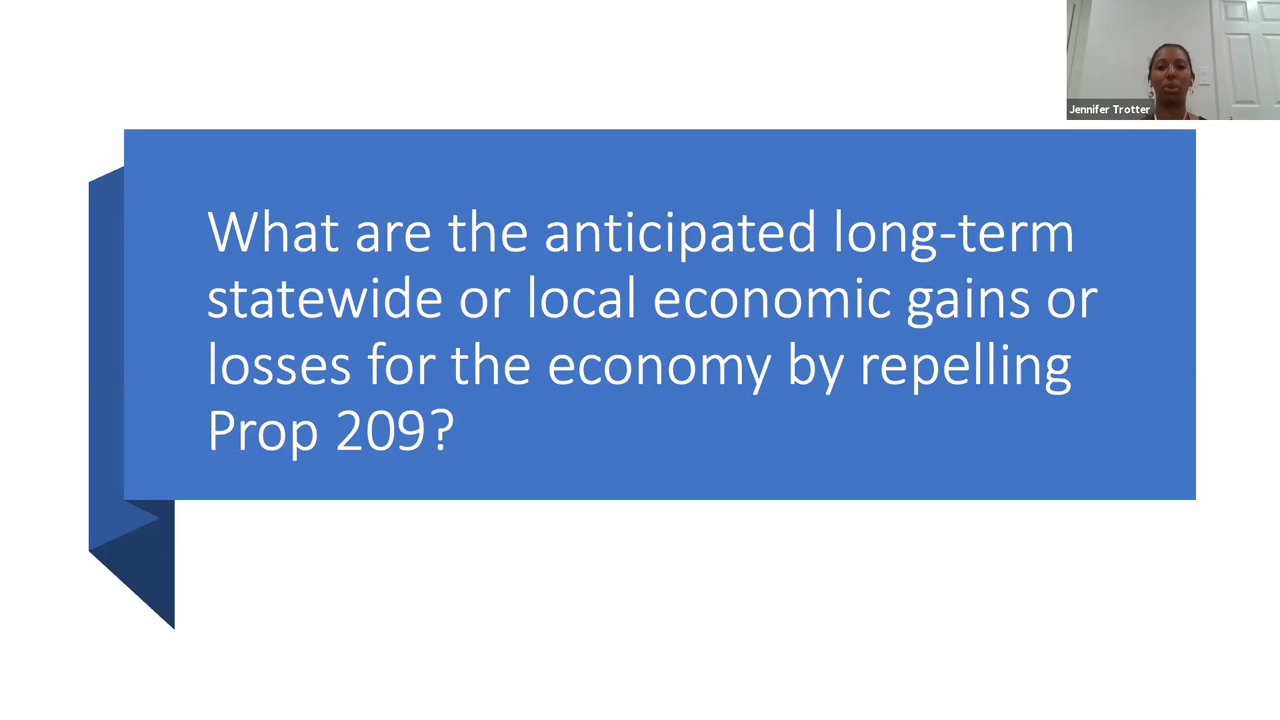 Jennifer Trotter
What are the anticipated long-term
statewide or local economic gains or
losses for the economy by repelling
Prop 209?